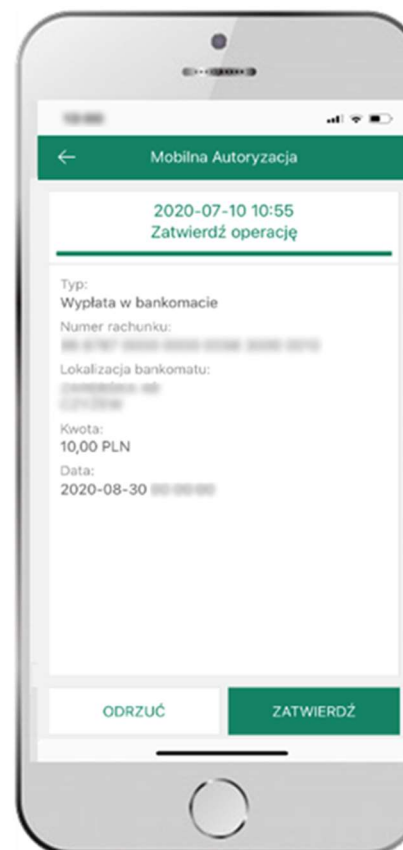 Mobilna Autoryzacja
2020-07-10 10:55
Zatwierdź operację
Typ:
Wypłata w bankomacie
Numer rachunku:
Lokalizacja bankomatu:
Kwota:
10,00 PLN
Data:
2020-08-30
ODRZUĆ
ZATWIERDŹ